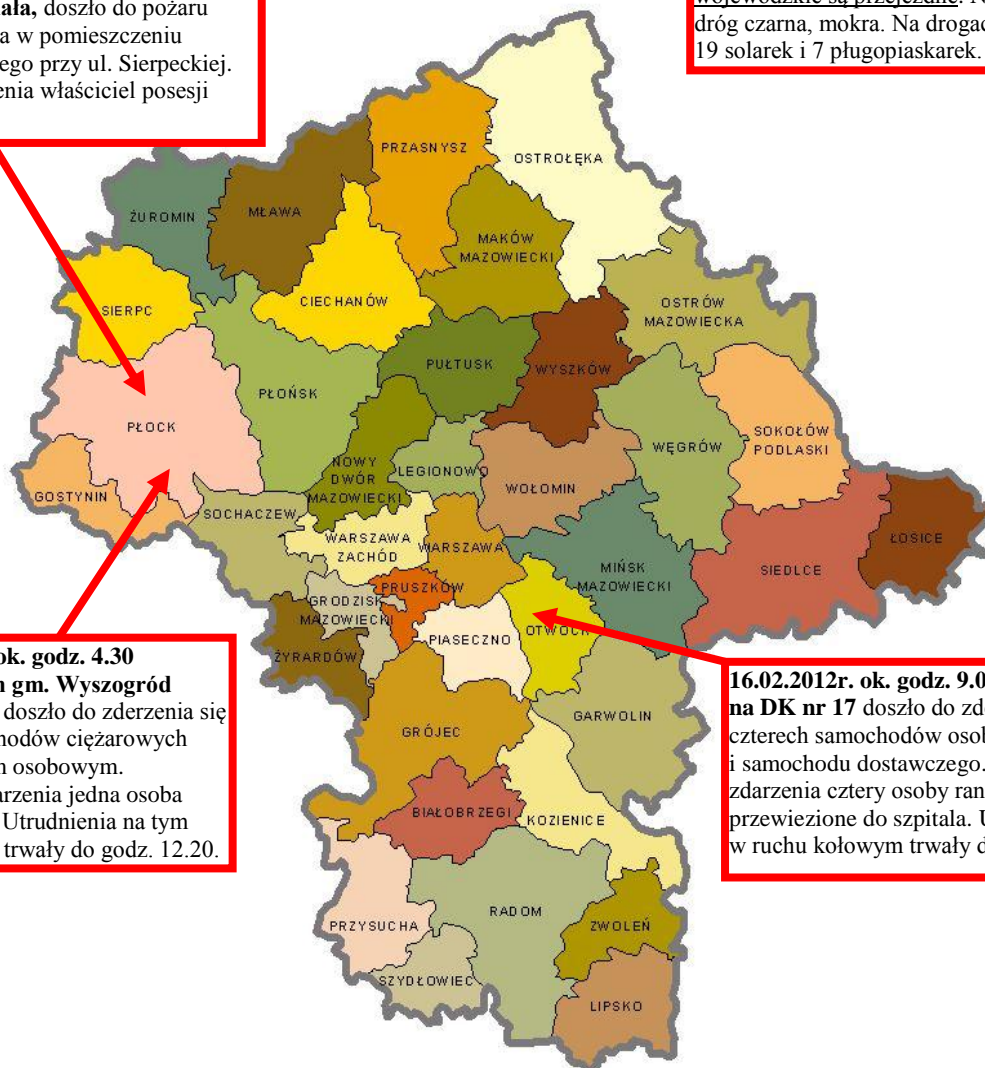 iała, doszło do pożaru
a w pomieszczeniu
ego przy ul. Sierpeckiej.
enia właściciel posesji
wojewódzkie są przejezdne. N
dróg czarna, mokra. Na drogac
19 solarek i 7 pługopiaskarek.
PRZASNYSZ
OSTROŁĘKA
ŻUROMIN
MŁAWA
MAKÓW
MAZOWIECKI
SIERPC
CIECHANÓW
OSTRÓW
MAZOWIECKA
PŁOŃSK
PUŁTUSK
WYSZKÓW
PŁOCK
NOWY
DWÓR
MAZOWIECKI
LEGIONOWO
WOŁOMIN
WĘGRÓW
SOKOŁÓW
PODLASKI
GOSTYNIN
SOCHACZEW
WARSZAWA
ZACHÓD
WARSZAWA
MIŃSK
MAZOWIECKI
SIEDLCE
ŁOSICE
GRODZISK
MAZOWIECKI
PRUSZKÓW
PIASECZNO
OTWOCK
ŻYRARDÓW
GRÓJEC
GARWOLIN
BIAŁOBRZEGI
KOZIENICE
PRZYSUCHA
RADOM
ZWOLEŃ
SZYDŁOWIEC
LIPSKO
ok. godz. 4.30
n gm. Wyszogród
doszło do zderzenia się
hodów ciężarowych
n osobowym.
arzenia jedna osoba
Utrudnienia na tym
trwały do godz. 12.20.
16.02.2012r. ok. godz. 9.0
na DK nr 17 doszło do zde
czterech samochodów osob
i samochodu dostawczego.
zdarzenia cztery osoby ran
przewiezione do szpitala. U
w ruchu kołowym trwały d